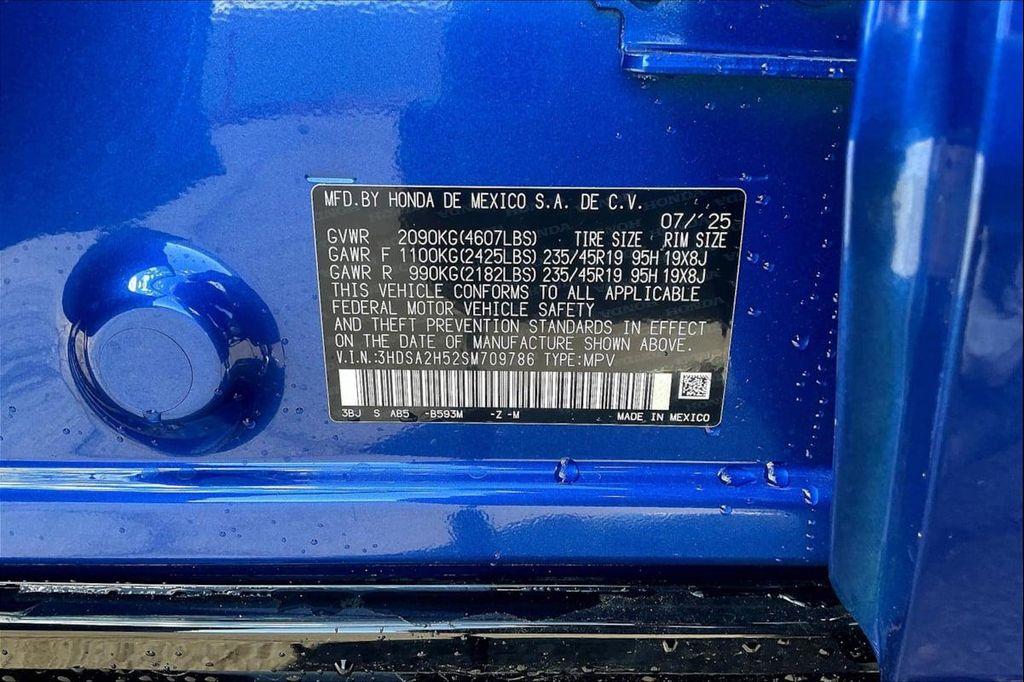 MFD.BY HONDA DE MEXICO S.A. DE C.V.
07/'25
GVWR 2090KG(4607LBS) TIRE SIZE RIM SIZE
GAWR F 1100KG(2425LBS) 235/45R19 95H 19X8J
GAWR R 990KG(2182LBS) 235/45R19 95H 19X8J
THIS VEHICLE CONFORMS TO ALL APPLICABLE
FEDERAL MOTOR VEHICLE SAFETY
AND THEFT PREVENTION STANDARDS IN EFFECT
ON THE DATE OF MANUFACTURE SHOWN ABOVE.
V.I.N.:3HDSA2H52SM709786 TYPE:MPV
3BJ S AB5 -B593M -Z -M MADE IN MEXICO